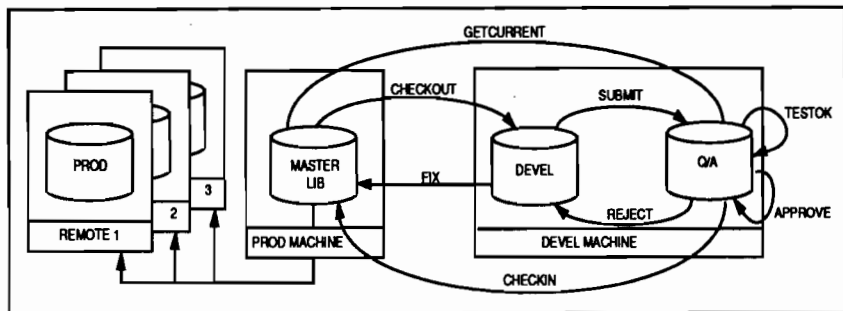 GETCURRENT
CHECKOUT
SUBMIT
TESTOK
PROD
MASTER
LIB
DEVEL
Q/A
FIX
3
2
REJECT
APPROVE
REMOTE 1
PROD MACHINE
DEVEL MACHINE
CHECKIN